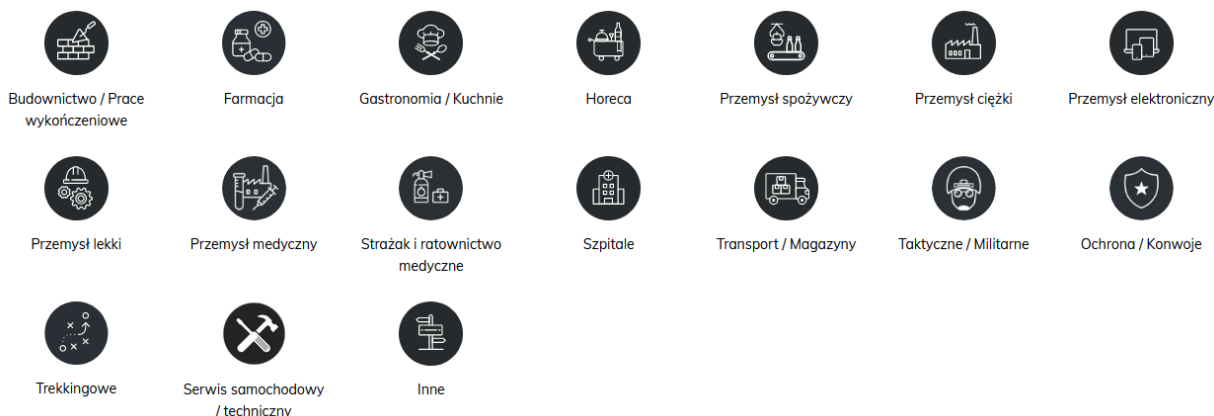 Budownictwo / Prace
wykończeniowe
Farmacja
Gastronomia / Kuchnie
Horeca
Przemysł spożywczy
Przemysł ciężki
Przemysł elektroniczny
Przemysł lekki
Przemysł medyczny
Strażak i ratownictwo
medyczne
Szpitale
Transport / Magazyny
Taktyczne / Militarne
Ochrona / Konwoje
Trekkingowe
Serwis samochodowy
/ techniczny
Inne